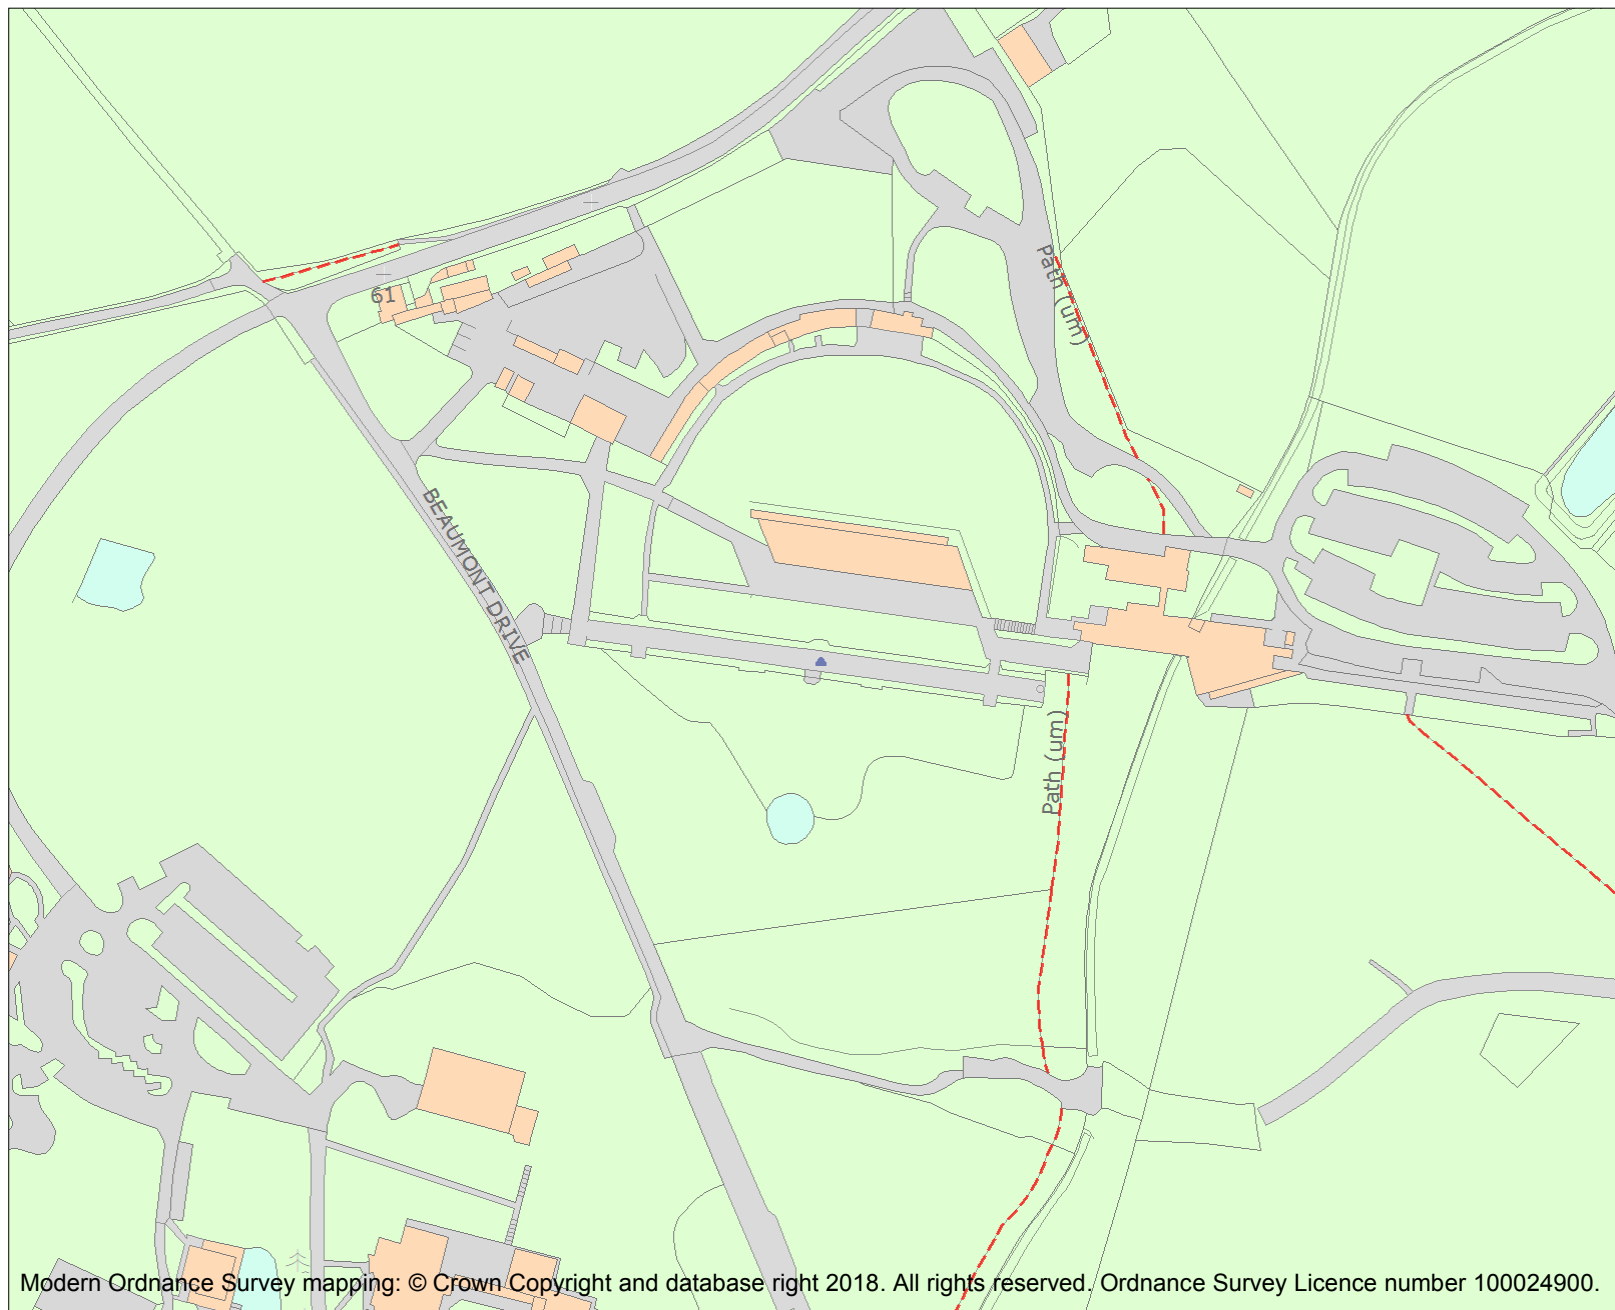 Path (um)
61
BEAUMONT DRIVE
Path (um)
Modern Ordnance Survey mapping: © Crown Copyright and database right 2018. All rights reserved. Ordnance Survey Licence number 100024900.